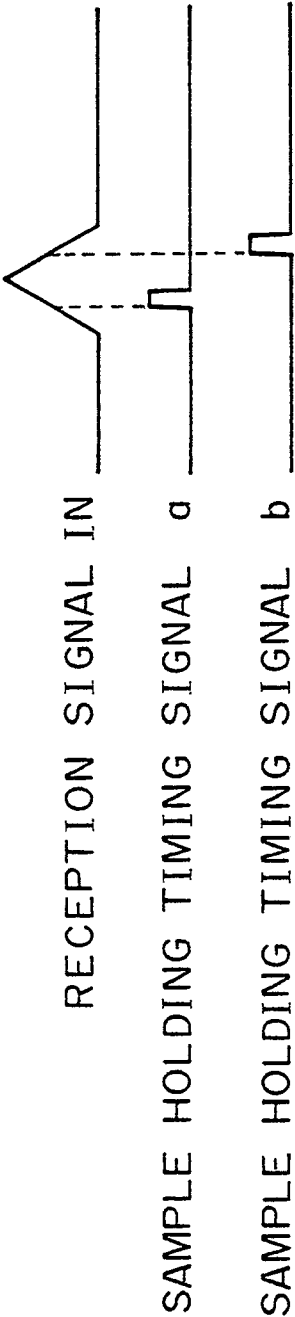 RECEPTION SIGNAL IN
SAMPLE HOLDING TIMING SIGNAL a
SAMPLE HOLDING TIMING SIGNAL b